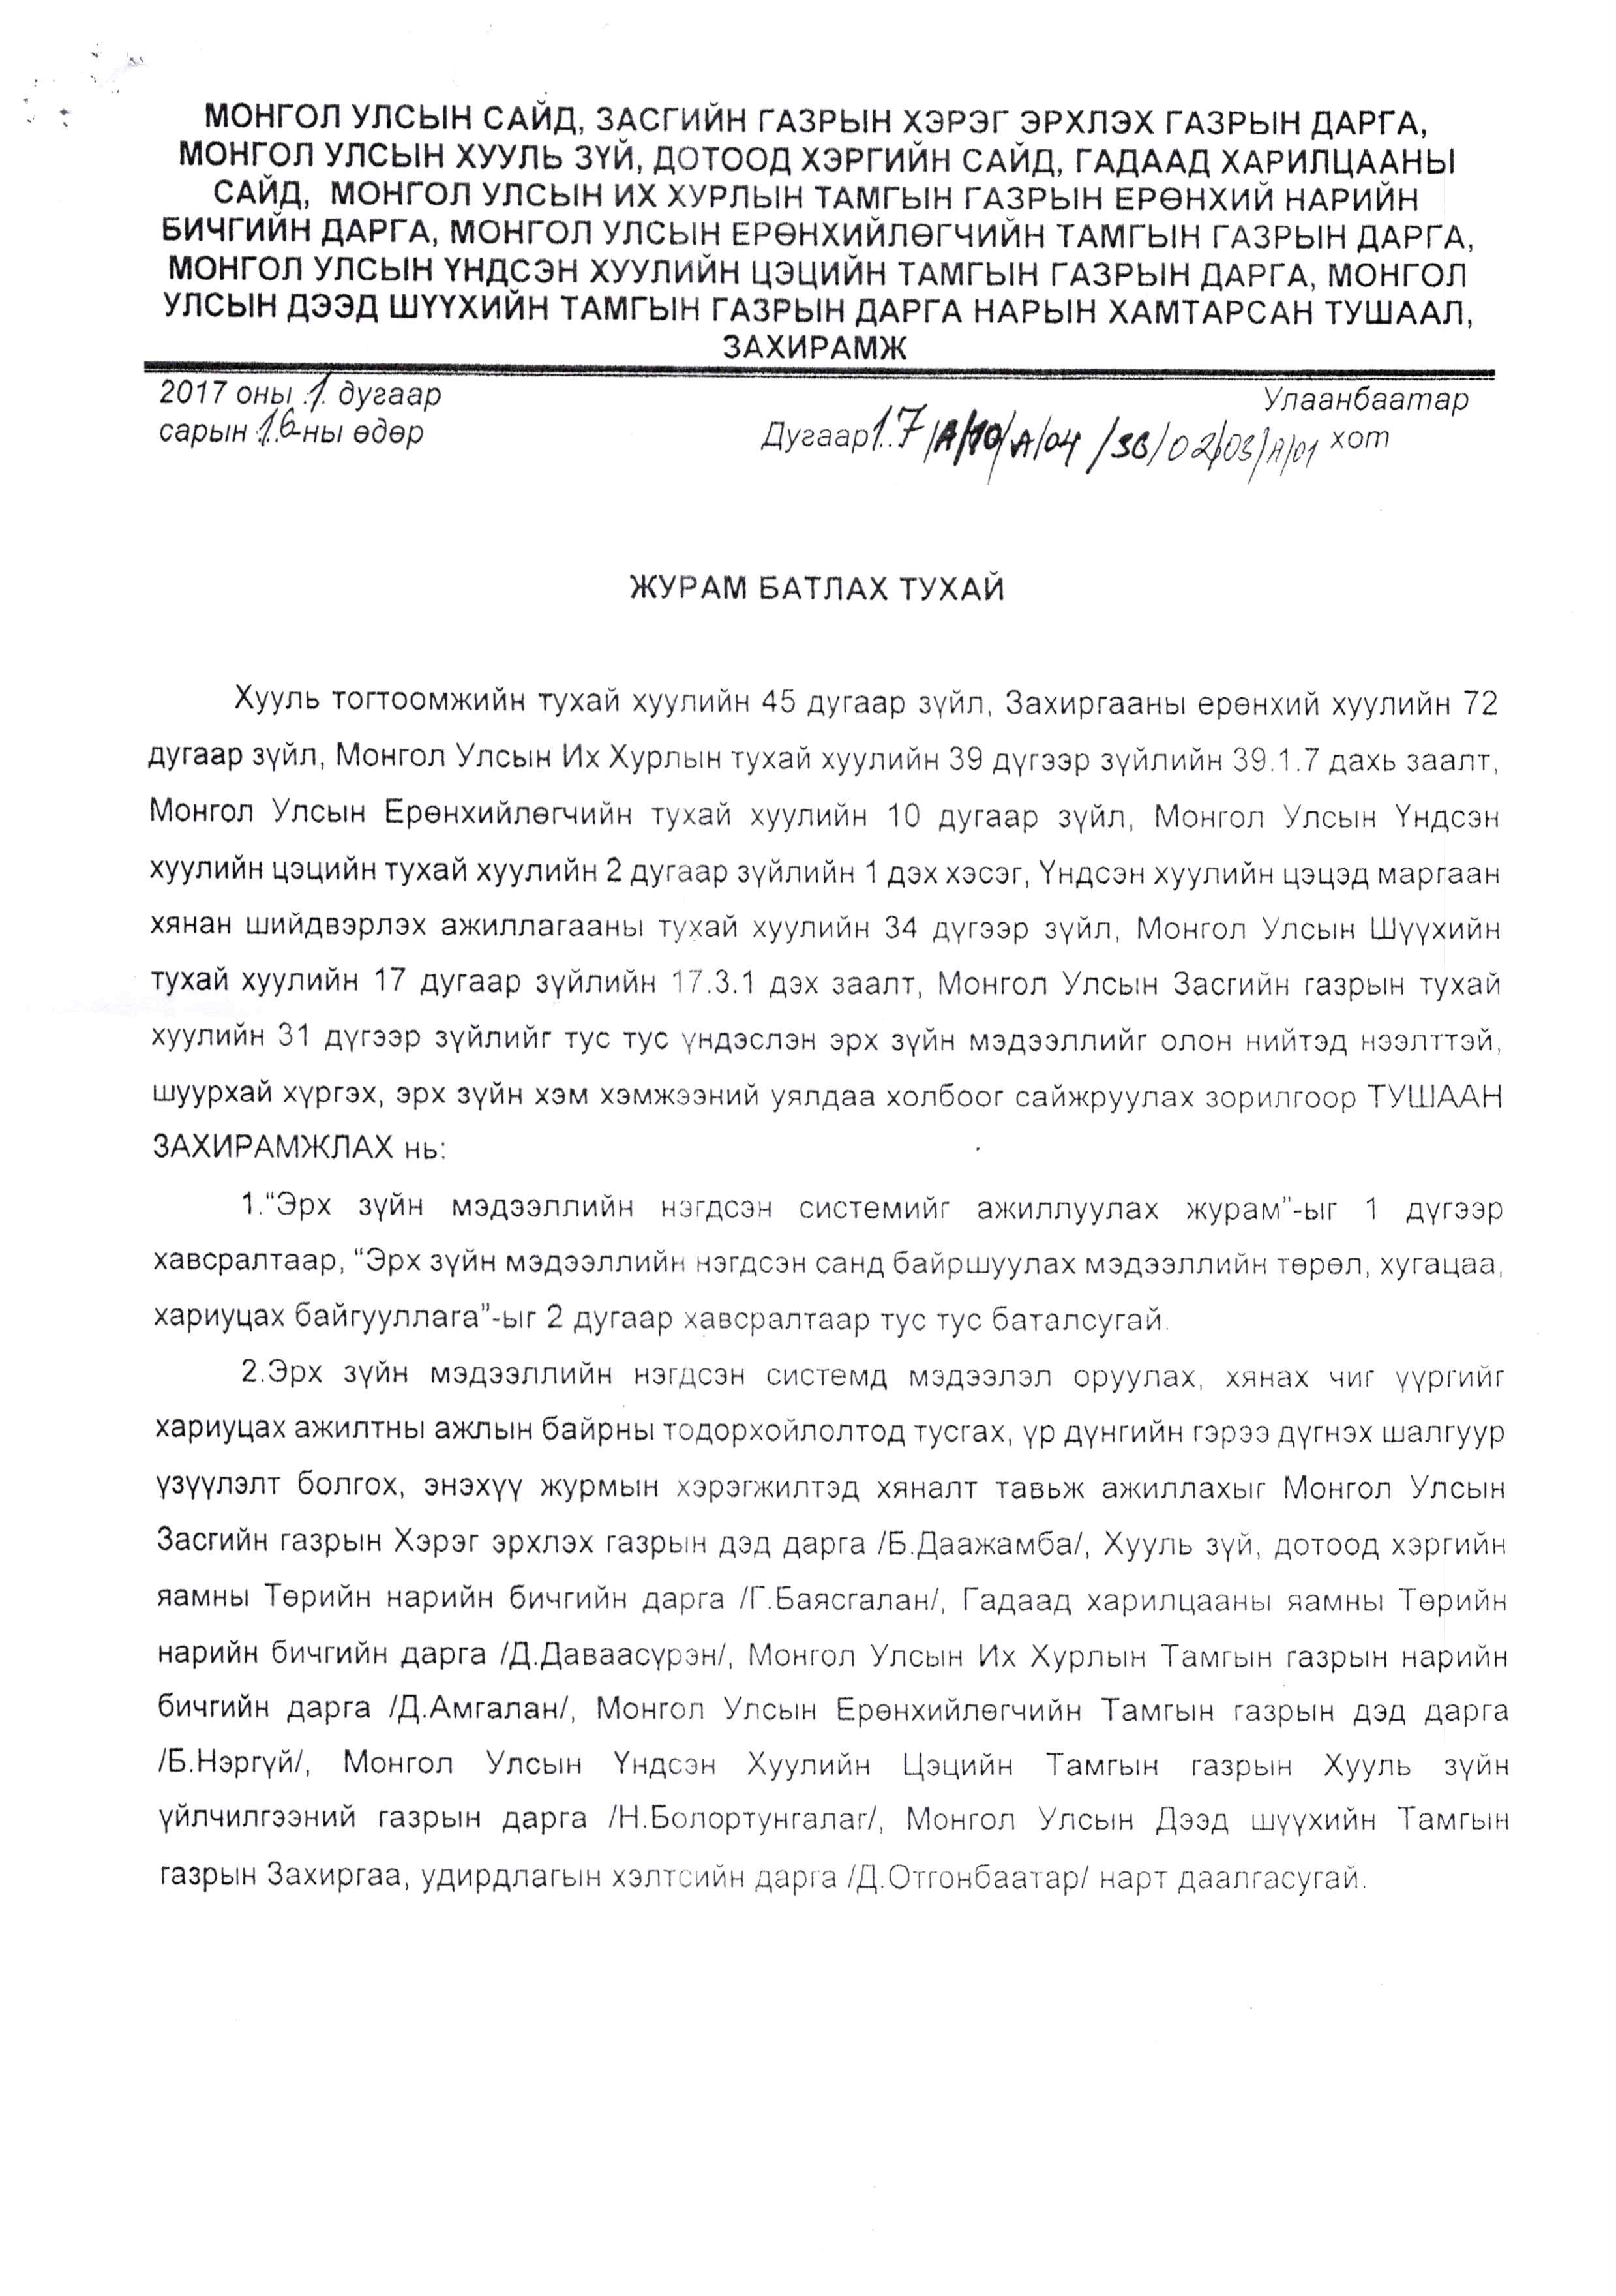 МОНГОЛ УЛСЫН САЙД, ЗАСГИЙН ГАЗРЫН ХЭРЭГ ЭРХЛЭХ ГАЗРЫН ДАРГА,
МОНГОЛ УЛСЫН ХУУЛЬ ЗҮЙ, ДОТООД ХЭРГИЙН САЙД, ГАДААД ХАРИЛЦААНЫ
САЙД, МОНГОЛ УЛСЫН ИХ ХУРЛЫН ТАМГЫН ГАЗРЫН ЕРӨНХИЙ НАРИЙН
БИЧГИЙН ДАРГА, МОНГОЛ УЛСЫН ЕРӨНХИЙЛӨГЧИЙН ТАМГЫН ГАЗРЫН ДАРГА,
МОНГОЛ УЛСЫН ҮНДСЭН ХУУЛИЙН ЦЭЦИЙН ТАМГЫН ГАЗРЫН ДАРГА, МОНГОЛ
УЛСЫН ДЭЭД ШҮҮХИЙН ТАМГЫН ГАЗРЫН ДАРГА НАРЫН ХАМТАРСАН ТУШААЛ,
ЗАХИРАМЖ
2017 оны 1 дугаар
сарын 16-ны өдөр
Улаанбаатар
Дугаар 17/A/10/A/04/36/02/03/A/01 хот
ЖУРАМ БАТЛАХ ТУХАЙ
Хууль тогтоомжийн тухай хуулийн 45 дугаар зүйл, Захиргааны ерөнхий хуулийн 72
дугаар зүйл, Монгол Улсын Их Хурлын тухай хуулийн 39 дүгээр зүйлийн 39.1.7 дахь заалт,
Монгол Улсын Ерөнхийлөгчийн тухай хуулийн 10 дугаар зүйл, Монгол Улсын Үндсэн
хуулийн цэцийн тухай хуулийн 2 дугаар зүйлийн 1 дэх хэсэг, Үндсэн хуулийн цэцэд маргаан
хянан шийдвэрлэх ажиллагааны тухай хуулийн 34 дүгээр зүйл, Монгол Улсын Шүүхийн
тухай хуулийн 17 дугаар зүйлийн 17.3.1 дэх заалт, Монгол Улсын Засгийн газрын тухай
хуулийн 31 дүгээр зүйлийг тус тус үндэслэн эрх зүйн мэдээллийг олон нийтэд нээлттэй,
шуурхай хүргэх, эрх зүйн хэм хэмжээний уялдаа холбоог сайжруулах зорилгоор ТУШААН
ЗАХИРАМЖЛАХ нь:
1."Эрх зүйн мэдээллийн нэгдсэн системийг ажиллуулах журам"-ыг 1 дүгээр
хавсралтаар, "Эрх зүйн мэдээллийн нэгдсэн санд байршуулах мэдээллийн төрөл, хугацаа,
хариуцах байгууллага"-ыг 2 дугаар хавсралтаар тус тус баталсугай.
2.Эрх зүйн мэдээллийн нэгдсэн системд мэдээлэл оруулах, хянах чиг үүргийг
хариуцах ажилтны ажлын байрны тодорхойлолтод тусгах, үр дүнгийн гэрээ дүгнэх шалгуур
үзүүлэлт болгох, энэхүү журмын хэрэгжилтэд хяналт тавьж ажиллахыг Монгол Улсын
Засгийн газрын Хэрэг эрхлэх газрын дэд дарга /Б.Даажамба/, Хууль зүй, дотоод хэргийн
яамны Төрийн нарийн бичгийн дарга /Г.Баясгалан/, Гадаад харилцааны яамны Төрийн
нарийн бичгийн дарга /Д.Даваасүрэн/, Монгол Улсын Их Хурлын Тамгын газрын нарийн
бичгийн дарга /Д.Амгалан/, Монгол Улсын Ерөнхийлөгчийн Тамгын газрын дэд дарга
/Б.Нэргүй/, Монгол Улсын Үндсэн Хуулийн Цэцийн Тамгын газрын Хууль зүйн
үйлчилгээний газрын дарга /Н.Болортунгалаг/, Монгол Улсын Дээд шүүхийн Тамгын
газрын Захиргаа, удирдлагын хэлтсийн дарга /Д.Отгонбаатар/ нарт даалгасугай.